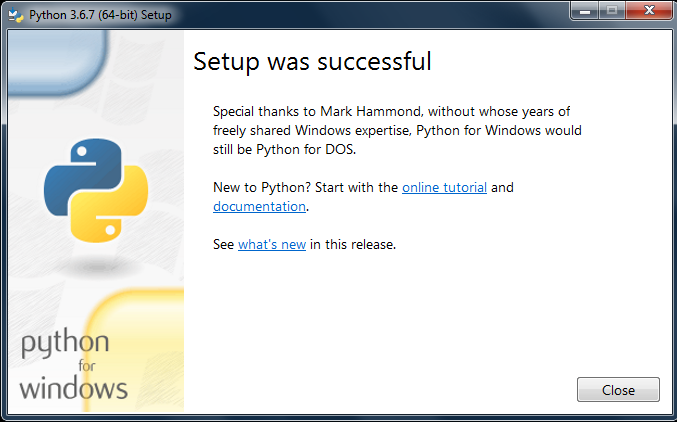 Python 3.6.7 (64-bit) Setup
Setup was successful
Special thanks to Mark Hammond, without whose years of
freely shared Windows expertise, Python for Windows would
still be Python for DOS.
New to Python? Start with the online tutorial and
documentation.
See what's new in this release.
python
for
windows
Close